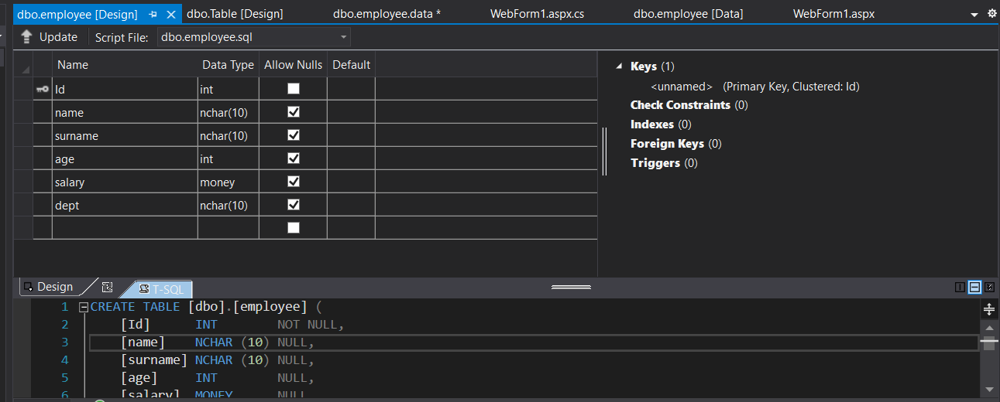 dbo.employee [Design] dbo.Table [Design] dbo.employee.data * WebForm1.aspx.cs dbo.employee [Data] WebForm1.aspx
Update Script File: dbo.employee.sql
Name Data Type Allow Nulls Default
Id int
name nchar(10)
surname nchar(10)
age int
salary money
dept nchar(10)
Keys (1)
<unnamed> (Primary Key, Clustered: Id)
Check Constraints (0)
Indexes (0)
Foreign Keys (0)
Triggers (0)
Design T-SQL
1 CREATE TABLE [dbo].[employee] (
2 [Id] INT NOT NULL,
3 [name] NCHAR (10) NULL,
4 [surname] NCHAR (10) NULL,
5 [age] INT NULL,
6 [salary] MONEY NULL